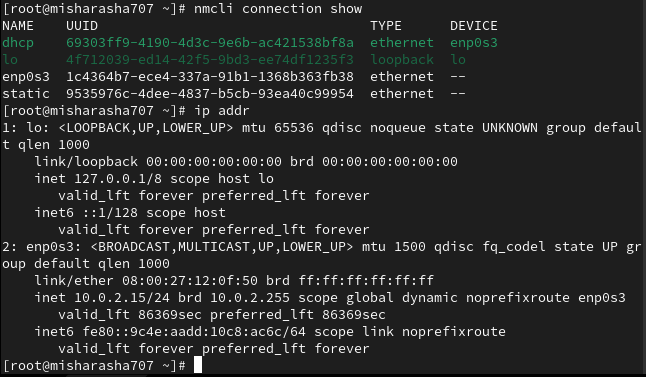 [root@misharasha707 ~]# nmcli connection show
NAME    UUID                                  TYPE      DEVICE
dhcp    69303ff9-4190-4d3c-9e6b-ac421538bf8a  ethernet  enp0s3
lo      4f712039-ed14-42f5-9bd3-ee74df1235f3  loopback  lo
enp0s3  1c4364b7-ece4-337a-91b1-1368b363fb38  ethernet  --
static  9535976c-4dee-4837-b5cb-93ea40c99954  ethernet  --
[root@misharasha707 ~]# ip addr
1: lo: <LOOPBACK,UP,LOWER_UP> mtu 65536 qdisc noqueue state UNKNOWN group defaul
t qlen 1000
    link/loopback 00:00:00:00:00:00 brd 00:00:00:00:00:00
    inet 127.0.0.1/8 scope host lo
       valid_lft forever preferred_lft forever
    inet6 ::1/128 scope host
       valid_lft forever preferred_lft forever
2: enp0s3: <BROADCAST,MULTICAST,UP,LOWER_UP> mtu 1500 qdisc fq_codel state UP gr
oup default qlen 1000
    link/ether 08:00:27:12:0f:50 brd ff:ff:ff:ff:ff:ff
    inet 10.0.2.15/24 brd 10.0.2.255 scope global dynamic noprefixroute enp0s3
       valid_lft 86369sec preferred_lft 86369sec
    inet6 fe80::9c4e:aadd:10c8:ac6c/64 scope link noprefixroute
       valid_lft forever preferred_lft forever
[root@misharasha707 ~]#